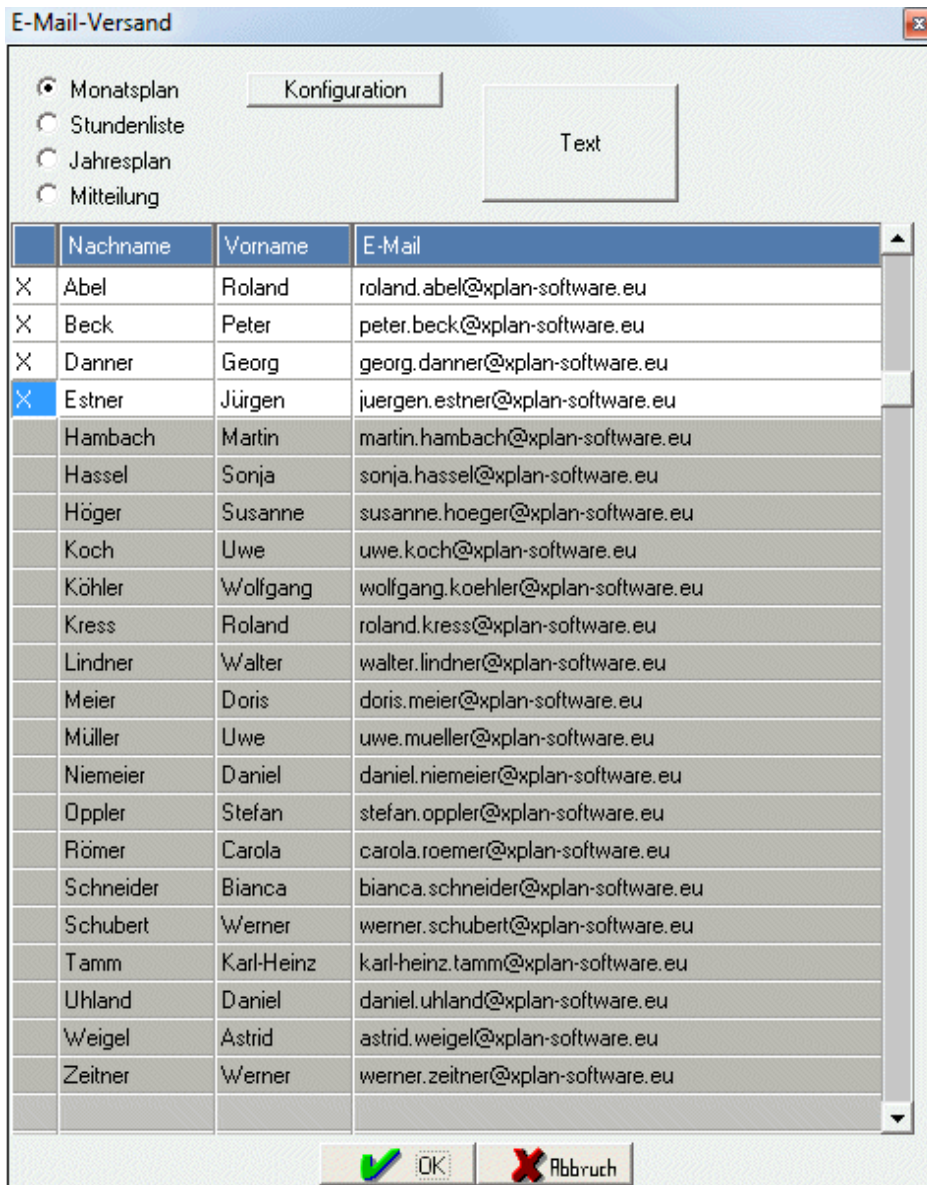 E-Mail-Versand
Monatsplan Konfiguration
Stundenliste
Text
Jahresplan
Mitteilung
Nachname Vorname E-Mail
X Abel Roland roland.abel@xplan-software.eu
X Beck Peter peter.beck@xplan-software.eu
X Danner Georg georg.danner@xplan-software.eu
X Estner Jürgen juergen.estner@xplan-software.eu
Hambach Martin martin.hambach@xplan-software.eu
Hassel Sonja sonja.hassel@xplan-software.eu
Höger Susanne susanne.hoeger@xplan-software.eu
Koch Uwe uwe.koch@xplan-software.eu
Köhler Wolfgang wolfgang.koehler@xplan-software.eu
Kress Roland roland.kress@xplan-software.eu
Lindner Walter walter.lindner@xplan-software.eu
Meier Doris doris.meier@xplan-software.eu
Müller Uwe uwe.mueller@xplan-software.eu
Niemeier Daniel daniel.niemeier@xplan-software.eu
Oppler Stefan stefan.oppler@xplan-software.eu
Römer Carola carola.roemer@xplan-software.eu
Schneider Bianca bianca.schneider@xplan-software.eu
Schubert Werner werner.schubert@xplan-software.eu
Tamm Karl-Heinz karl-heinz.tamm@xplan-software.eu
Uhland Daniel daniel.uhland@xplan-software.eu
Weigel Astrid astrid.weigel@xplan-software.eu
Zeitner Werner werner.zeitner@xplan-software.eu
OK Abbruch